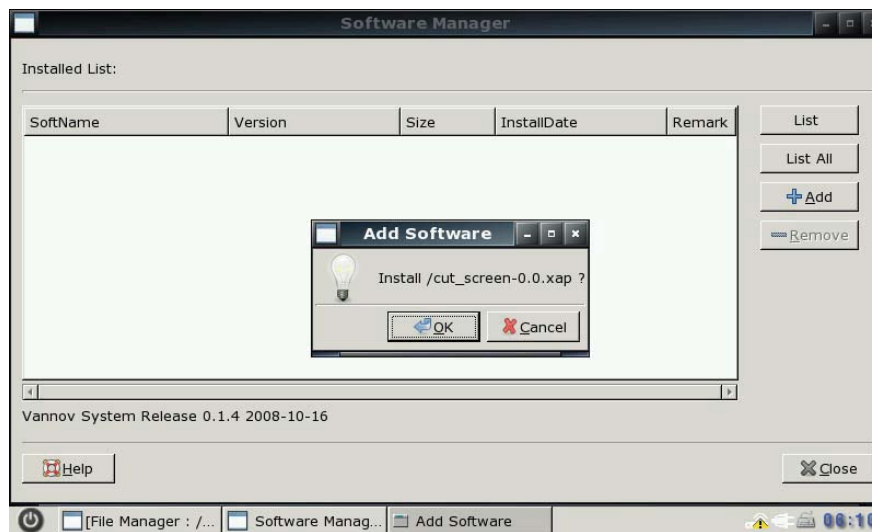 Software Manager
Installed List:
SoftName Version Size InstallDate Remark
List
List All
Add
Remove
Add Software
Install /cut_screen-0.0.xap ?
OK Cancel
Vannov System Release 0.1.4 2008-10-16
Help Close
[File Manager : /... Software Manag... Add Software